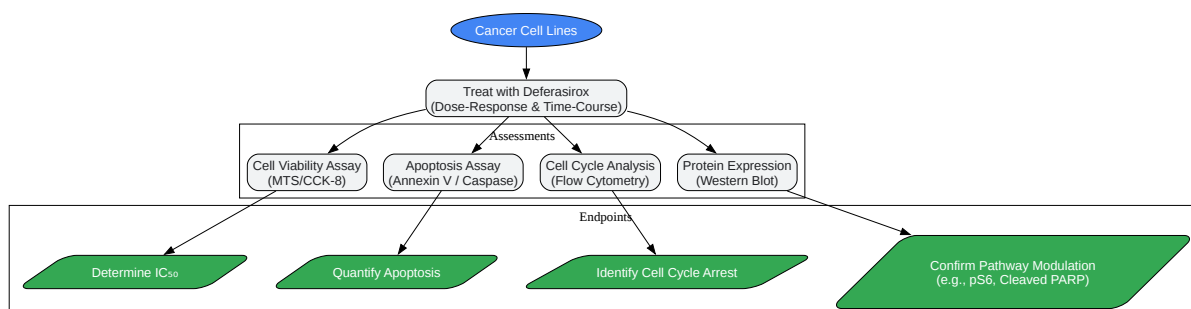 Cancer Cell Lines
Treat with Deferasirox
(Dose-Response & Time-Course)
Assessments
Cell Viability Assay
(MTS/CCK-8)
Apoptosis Assay
(Annexin V / Caspase)
Cell Cycle Analysis
(Flow Cytometry)
Protein Expression
(Western Blot)
Endpoints
Determine IC₅₀
Quantify Apoptosis
Identify Cell Cycle Arrest
Confirm Pathway Modulation
(e.g., pS6, Cleaved PARP)